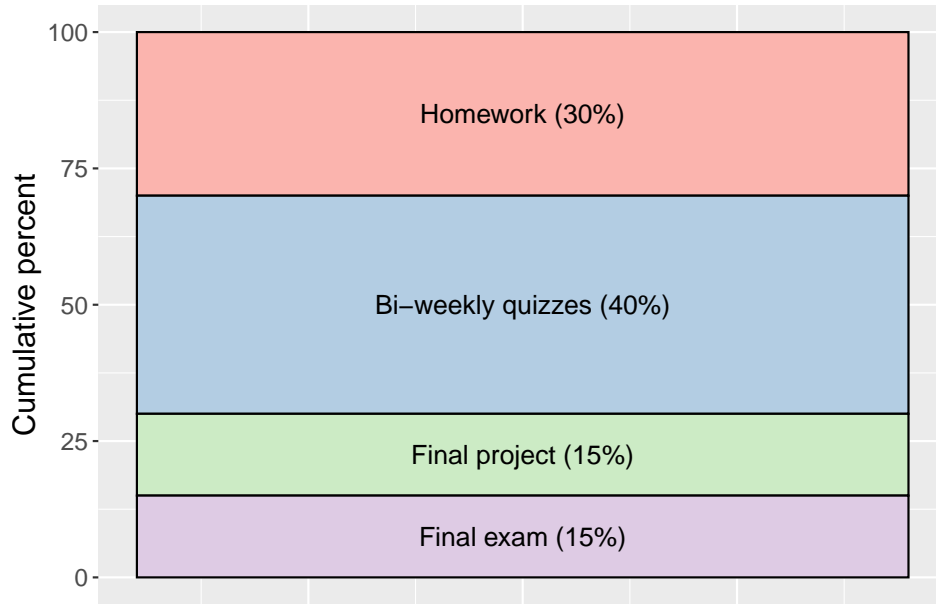 100
Homework (30%)
75
Cumulative percent
Bi−weekly quizzes (40%)
50
25
Final project (15%)
Final exam (15%)
0